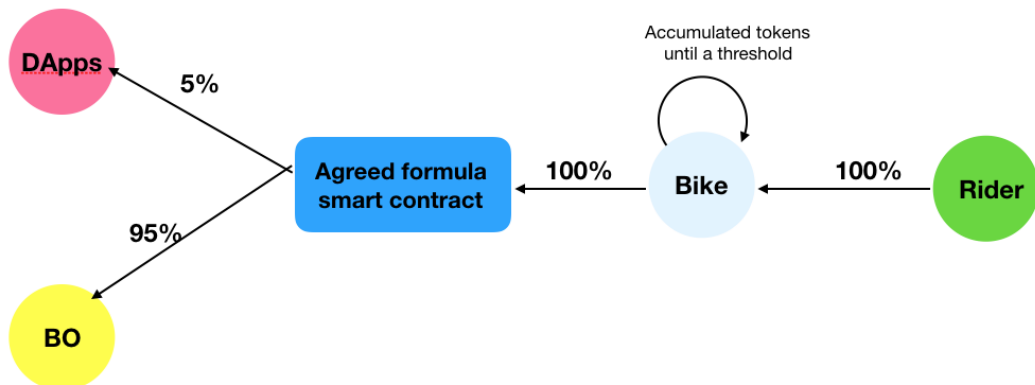 Accumulated tokens
until a threshold
DApps
5%
Agreed formula
smart contract
100%
Bike
100%
Rider
95%
BO